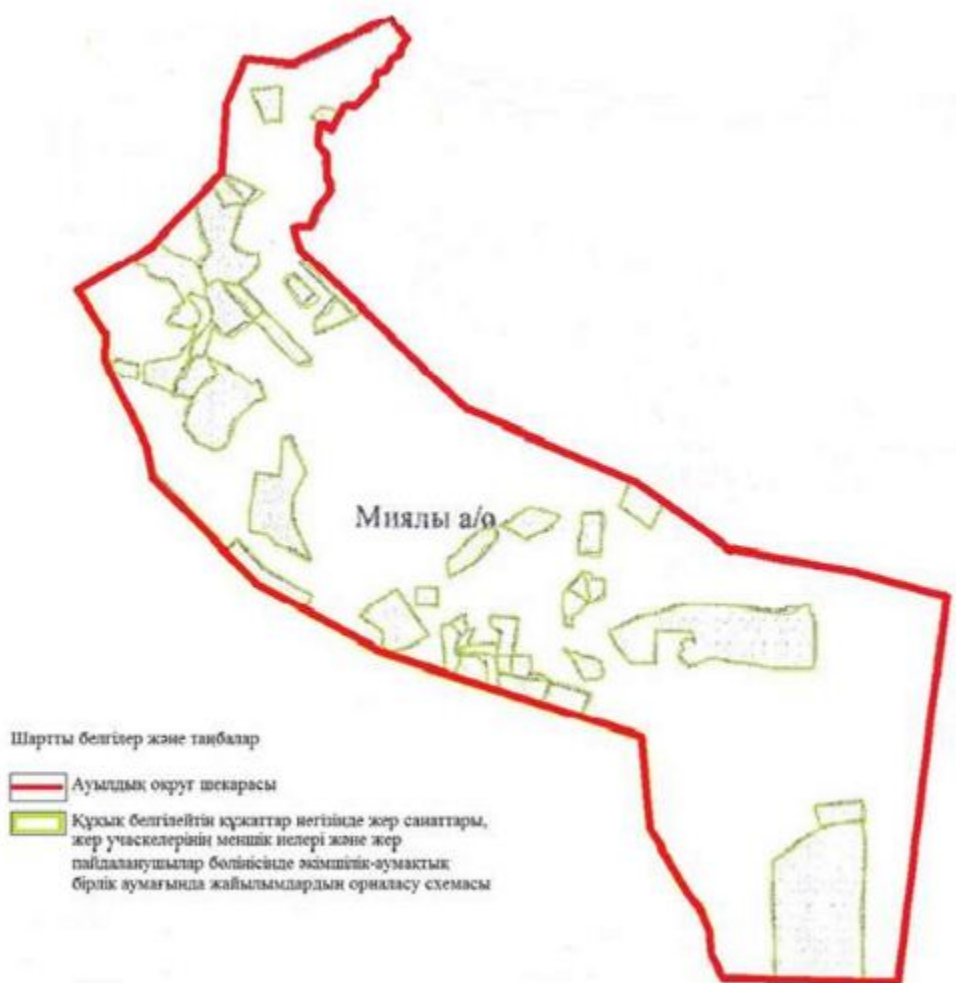 Миялы а/о
Шартты белгілер және таңбалар
Ауылдық округ шекарасы
Құқық белгілейтін құжаттар негізінде жер санаттары,
жер учаскелерінің меншік иелері және жер
пайдаланушылар бөлінісінде әкімшілік-аумақтық
бірлік аумағында жайылымдардың орналасу схемасы